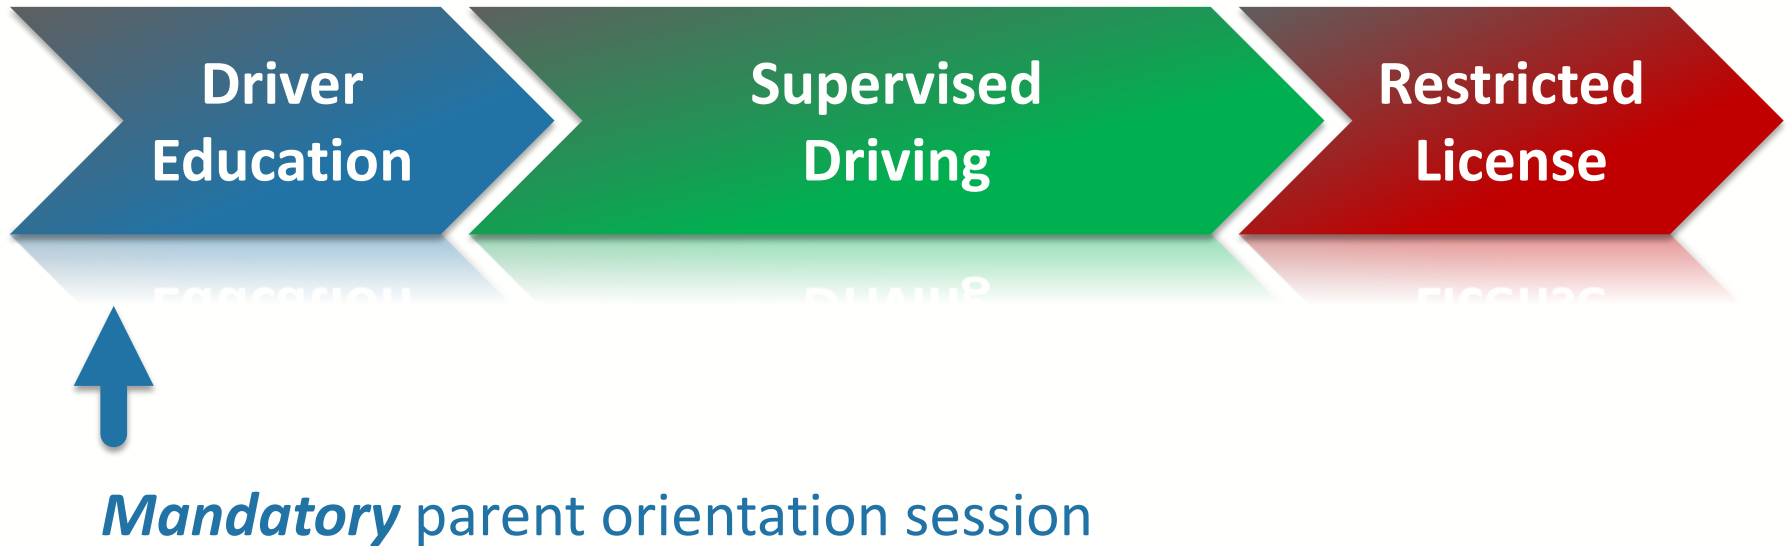 Driver
Education
Supervised
Driving
Restricted
License
Mandatory parent orientation session